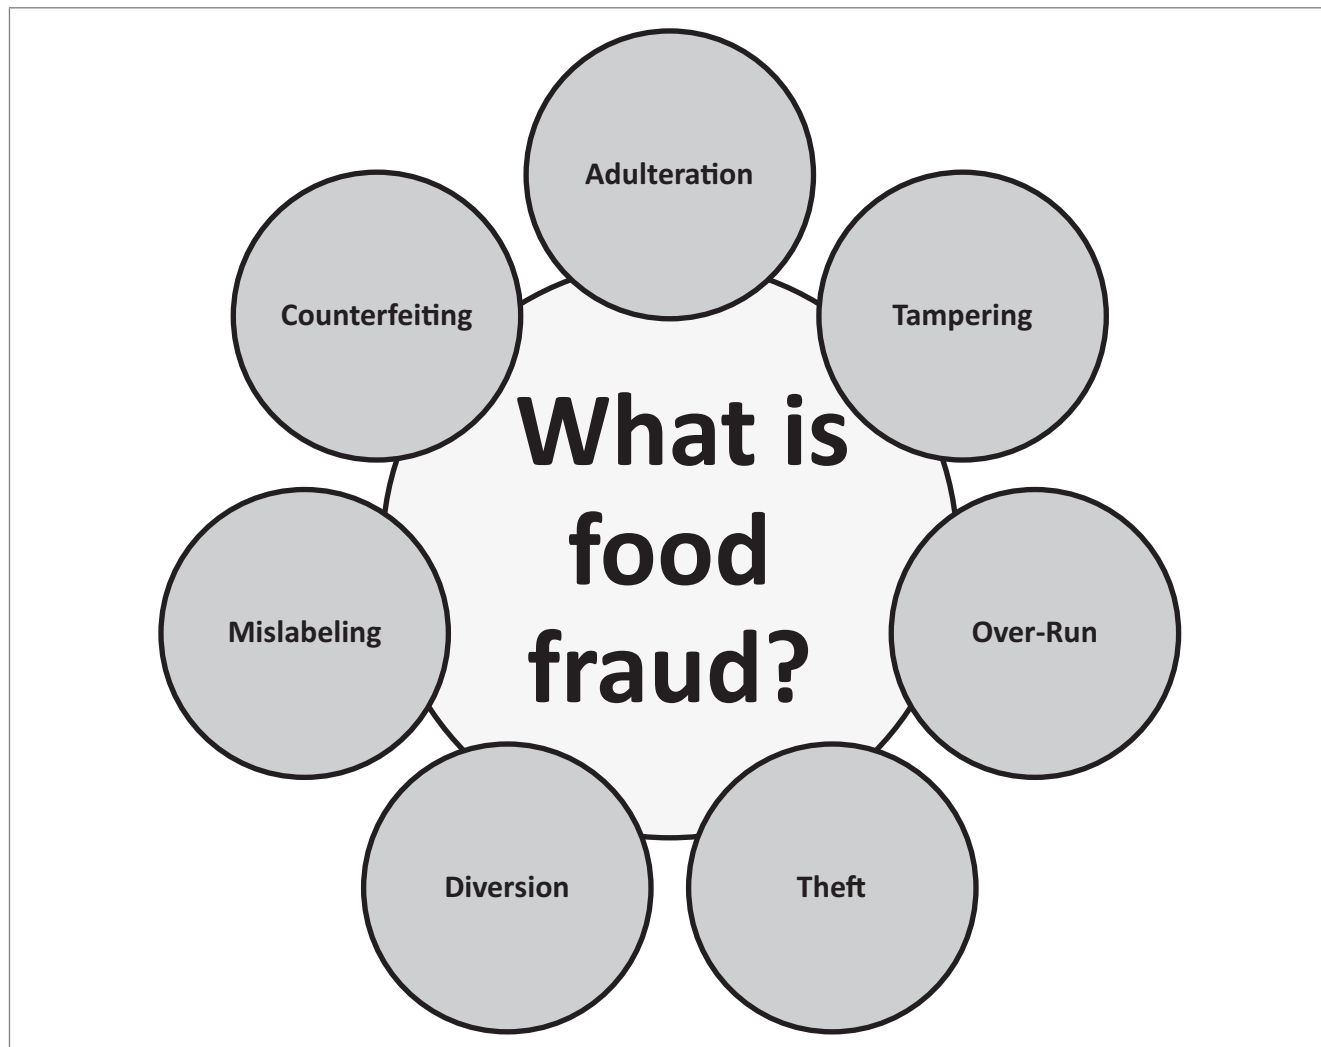 Adulteration
Counterfeiting
Tampering
What is
food
fraud?
Mislabeling
Over-Run
Diversion
Theft